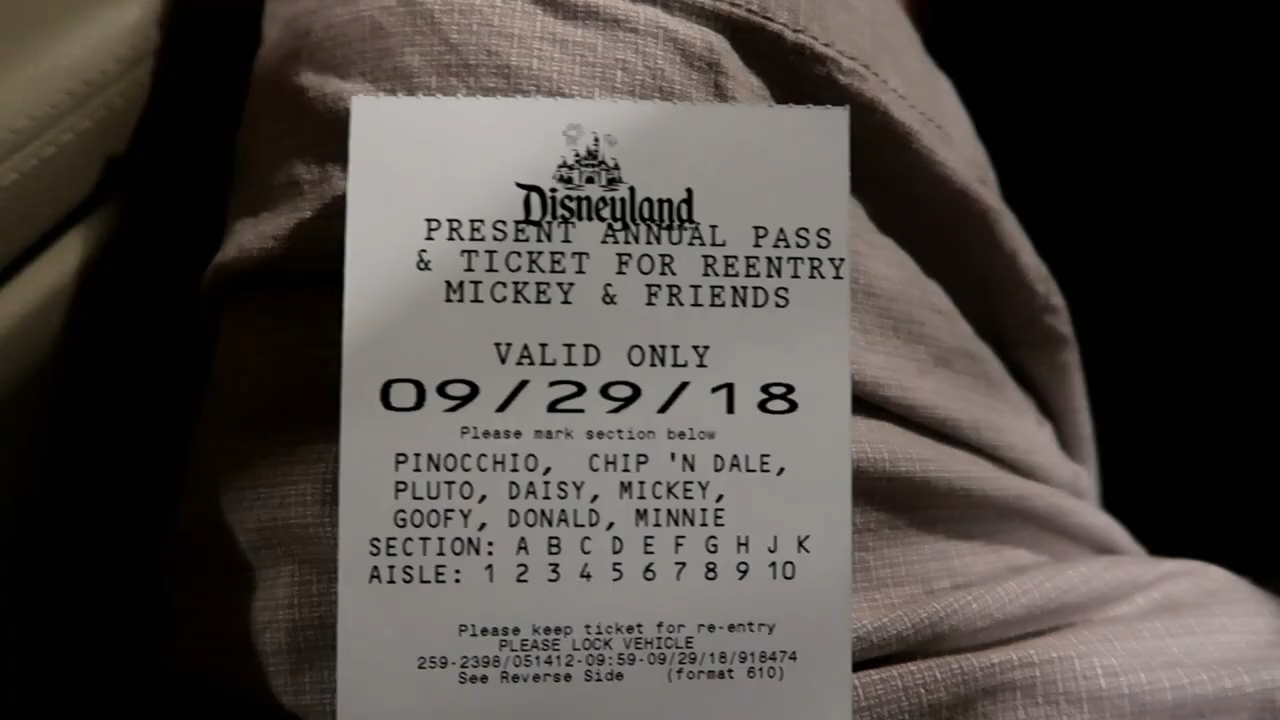 Disneyland
PRESENT ANNUAL PASS
& TICKET FOR REENTRY
MICKEY & FRIENDS
VALID ONLY
09/29/18
Please mark section below
PINOCCHIO, CHIP 'N DALE,
PLUTO, DAISY, MICKEY,
GOOFY, DONALD, MINNIE
SECTION: A B C D E F G H J K
AISLE: 1 2 3 4 5 6 7 8 9 10
Please keep ticket for re-entry
PLEASE LOCK VEHICLE
259-2398/051412-09:59-09/29/18/918474
See Reverse Side (format 610)